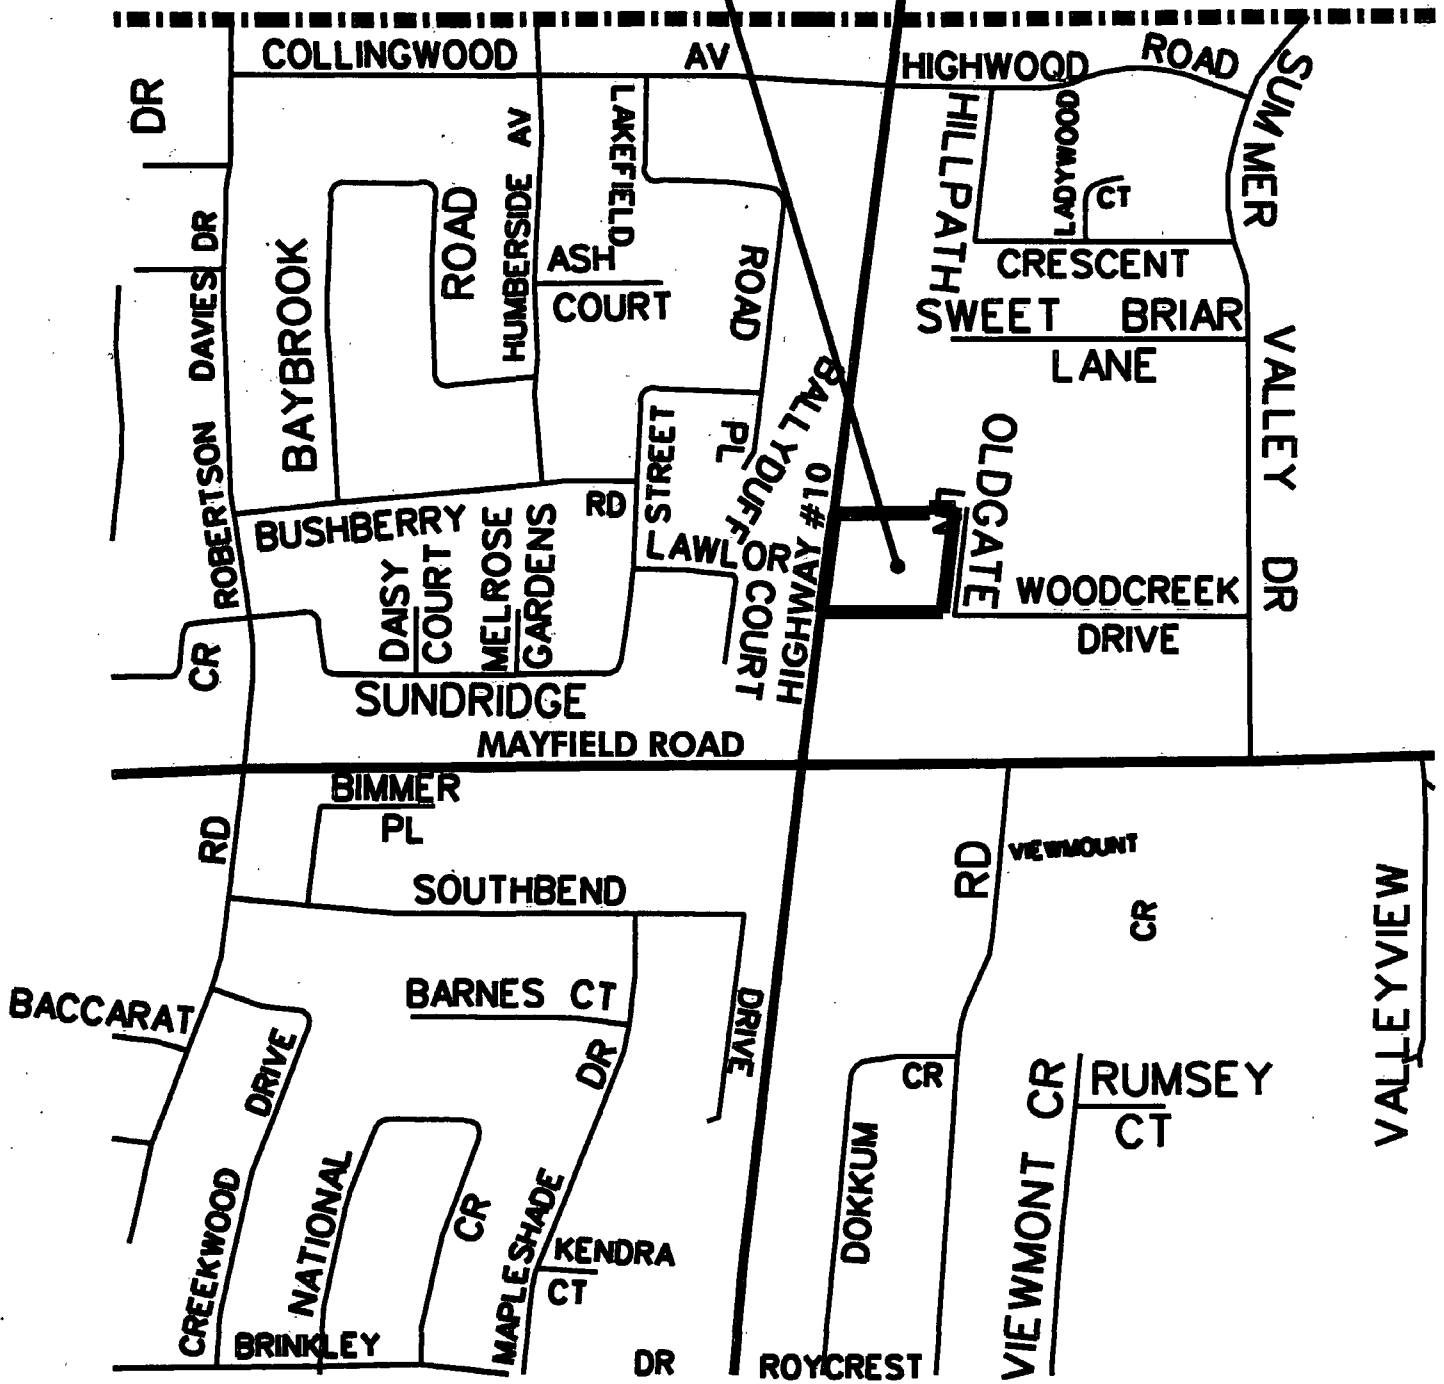 COLLINGWOOD AV
HIGHWOOD ROAD
SUMMER VALLEY DR
DR
LAKEFIELD ROAD
HILLPATH CRESCENT
LADYWOOD CT
HUMBERSIDE AV
BAYBROOK ROAD
ROBERTSON DAVIES DR
ASH
COURT
SWEET BRIAR
LANE
BALLYDUFF PL
OLDGATE LN
HIGHWAY #10
STREET
BUSHBERRY RD
LAWLOR COURT
DAISY
COURT
MELROSE
GARDENS
WOODCREEK
DRIVE
CR
SUNDRIDGE
MAYFIELD ROAD
BIMMER
PL
RD
RD
VIEWMOUNT
CR
SOUTHBEND DRIVE
VALLEYVIEW
BACCARAT
BARNES CT
CREEKWOOD DRIVE
MAPLESHADE DR
DOKKUM CR
VIEWMONT CR
RUMSEY
CT
NATIONAL CR
KENDRA
CT
BRINKLEY DR
ROYCREST